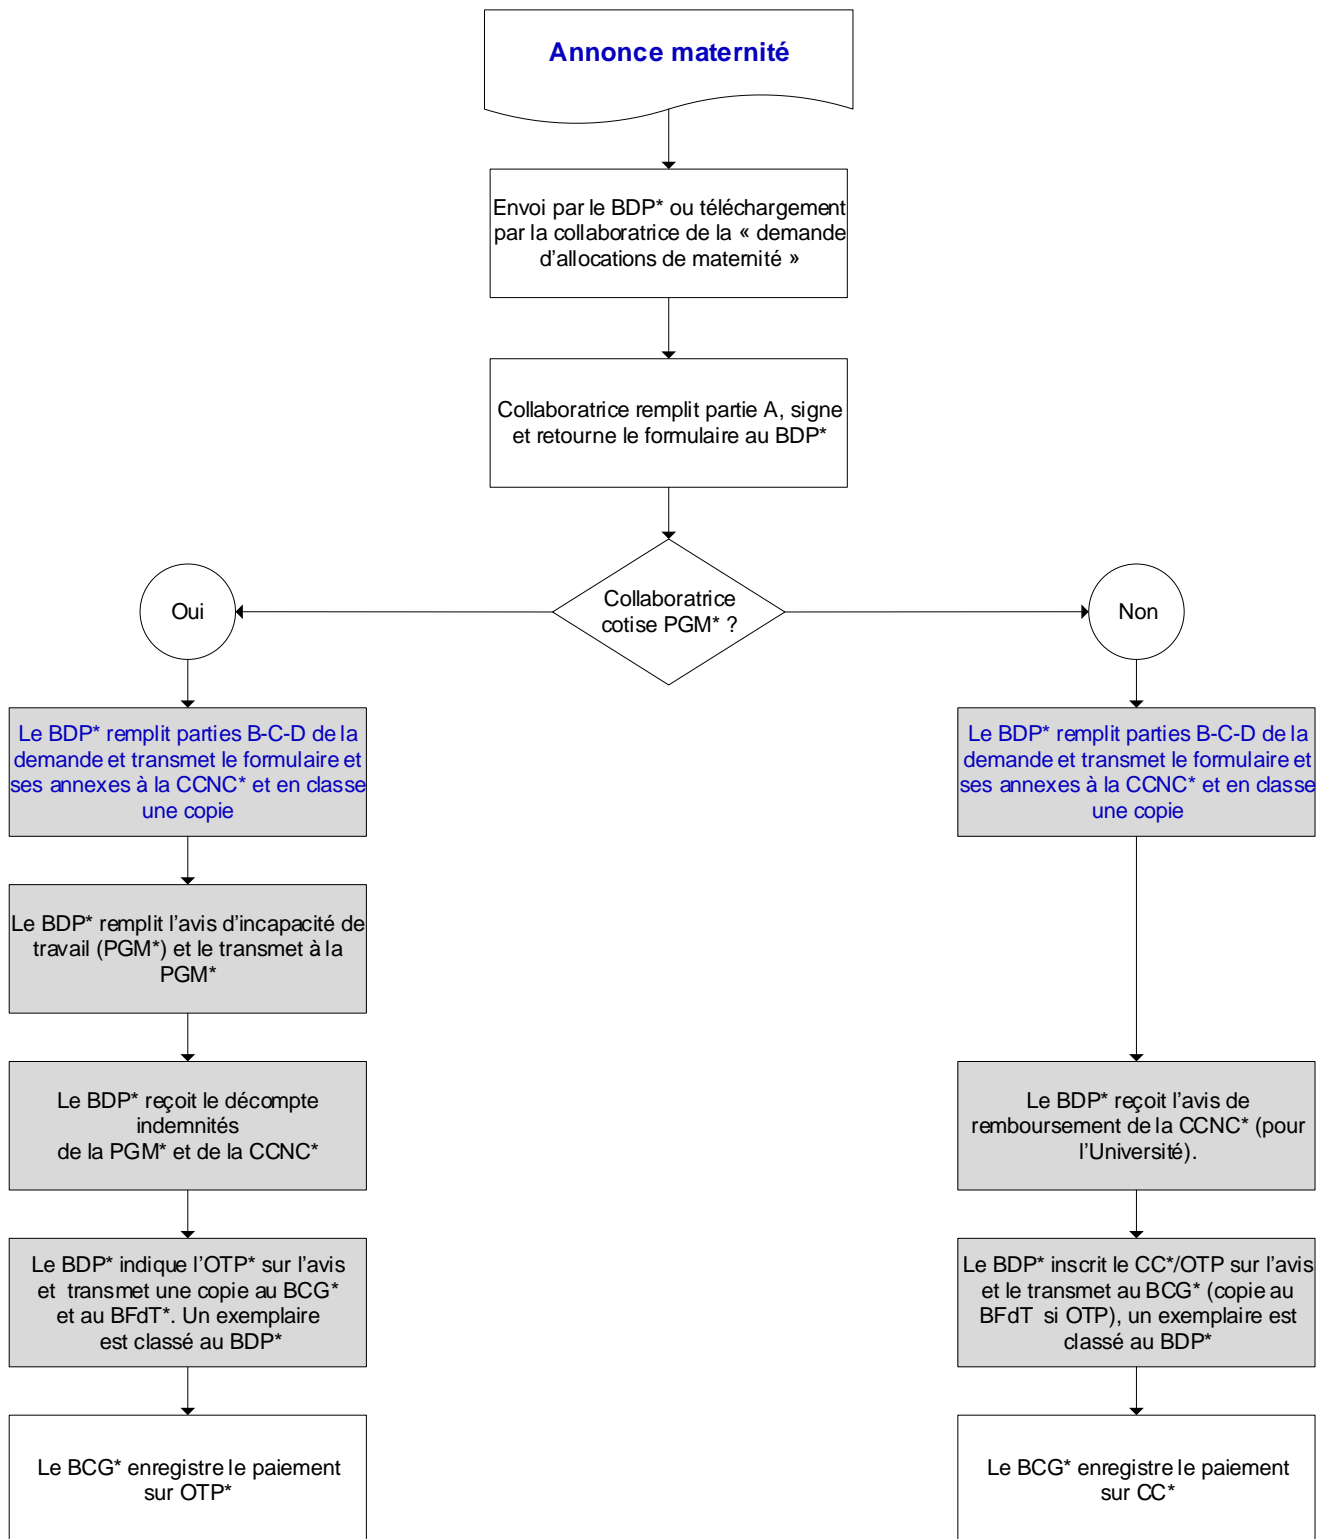 Annonce maternité
Envoi par le BDP* ou téléchargement
par la collaboratrice de la « demande
d'allocations de maternité »
Collaboratrice remplit partie A, signe
et retourne le formulaire au BDP*
Collaboratrice
cotise PGM* ?
Oui
Non
Le BDP* remplit parties B-C-D de la
demande et transmet le formulaire et
ses annexes à la CCNC* et en classe
une copie
Le BDP* remplit l'avis d'incapacité de
travail (PGM*) et le transmet à la
PGM*
Le BDP* reçoit le décompte
indemnités
de la PGM* et de la CCNC*
Le BDP* indique l'OTP* sur l'avis
et transmet une copie au BCG*
et au BFdT*. Un exemplaire
est classé au BDP*
Le BCG* enregistre le paiement
sur OTP*
Le BDP* remplit parties B-C-D de la
demande et transmet le formulaire et
ses annexes à la CCNC* et en classe
une copie
Le BDP* reçoit l'avis de
remboursement de la CCNC* (pour
l'Université).
Le BDP* inscrit le CC*/OTP sur l'avis
et le transmet au BCG* (copie au
BFdT si OTP), un exemplaire est
classé au BDP*
Le BCG* enregistre le paiement
sur CC*